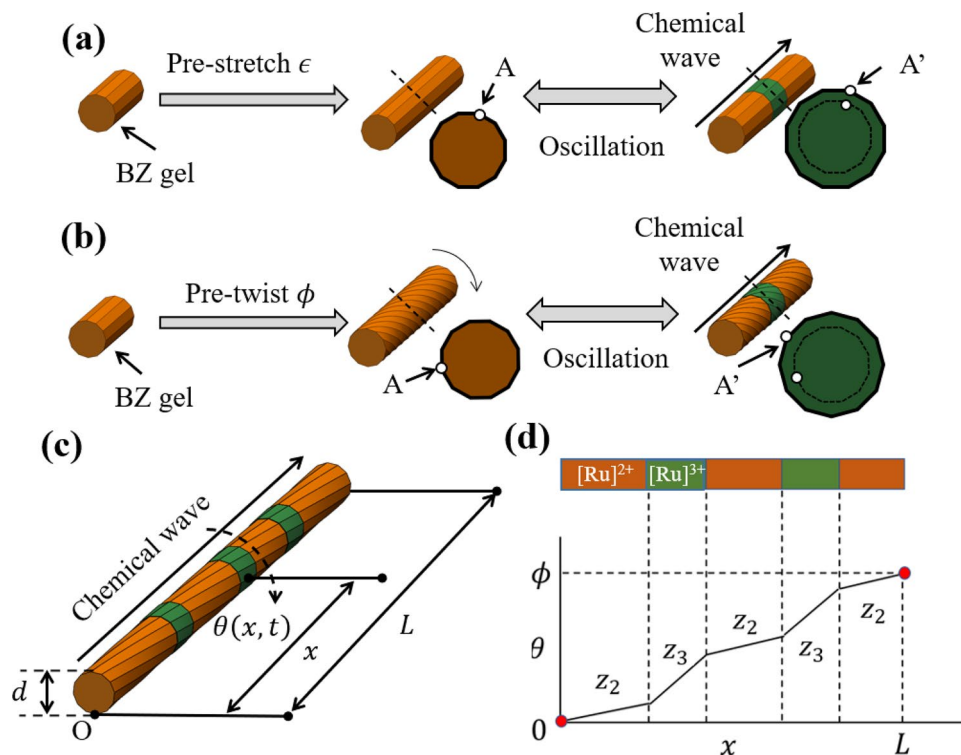 (a)
Pre-stretch ϵ
BZ gel
A
Oscillation
Chemical
wave
A’
(b)
Pre-twist ϕ
BZ gel
A
Oscillation
Chemical
wave
A’
(c)
Chemical wave
θ(x, t)
x
L
d
O
(d)
[Ru]²⁺ [Ru]³⁺
ϕ
θ
0
z₂
z₃
z₂
z₃
z₂
x
L